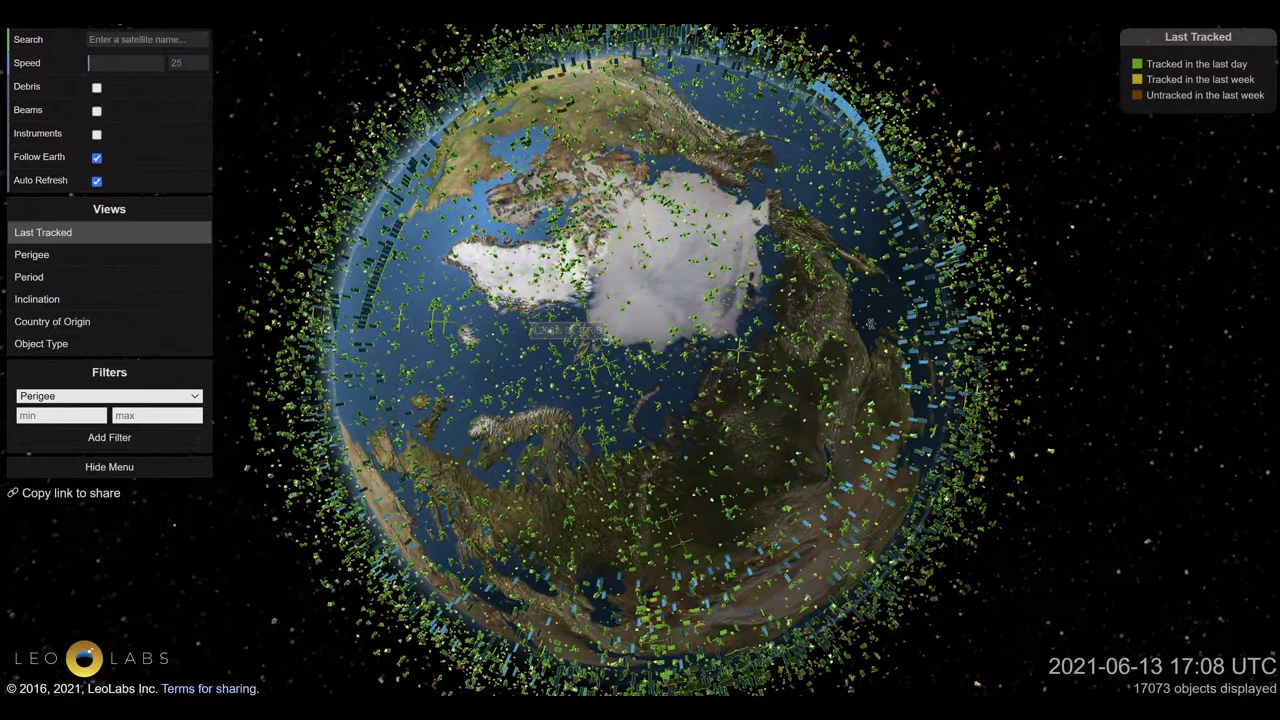 Search Enter a satellite name...
Speed 25
Debris
Beams
Instruments
Follow Earth
Auto Refresh
Views
Last Tracked
Perigee
Period
Inclination
Country of Origin
Object Type
Filters
Perigee
min max
Add Filter
Hide Menu
Copy link to share
LEO LABS
© 2016, 2021, LeoLabs Inc. Terms for sharing.
Last Tracked
Tracked in the last day
Tracked in the last week
Untracked in the last week
2021-06-13 17:08 UTC
17073 objects displayed